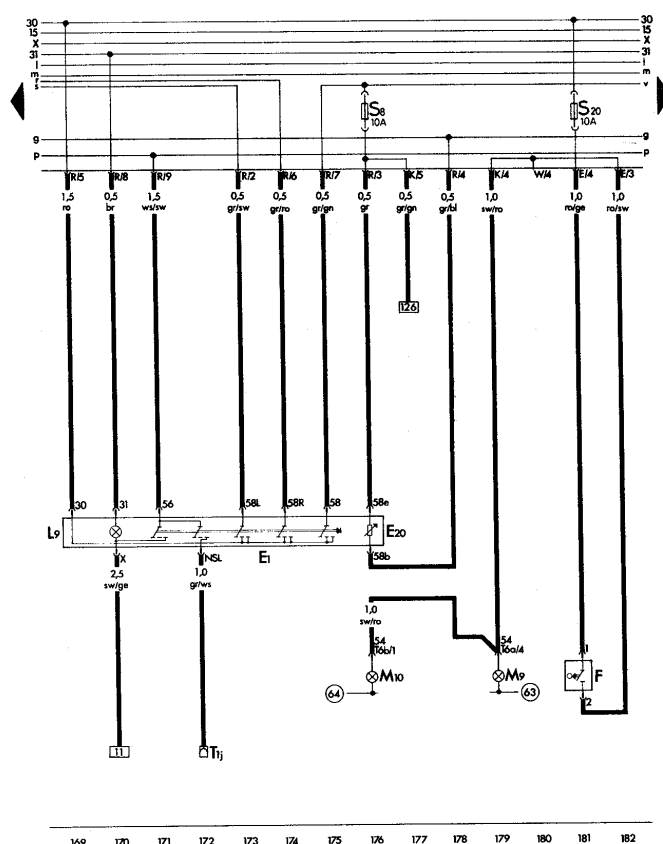 30 30
15 15
X X
31 31
l l
m m
r
s v
S8 S20
10A 10A
g g
p p
R/5 R/8 R/9 R/2 R/6 R/7 R/3 K/5 R/4 K/4 W/4 E/4 E/3
1,5 0,5 1,5 0,5 0,5 0,5 0,5 0,5 0,5 1,0 1,0 1,0
ro br ws/sw gr/sw gr/ro gr/gn gr gr/gn gr/bl sw/ro ro/ge ro/sw
126
30 31 56 58L 58R 58 58e
L9 E20
E1
X NSL 58b
2,5 1,0
sw/ge gr/ws
1,0
sw/ro
54 54 1
T6b/1 T6a/4
M10 M9 F
64 63 2
11 T1j
169 170 171 172 173 174 175 176 177 178 179 180 181 182